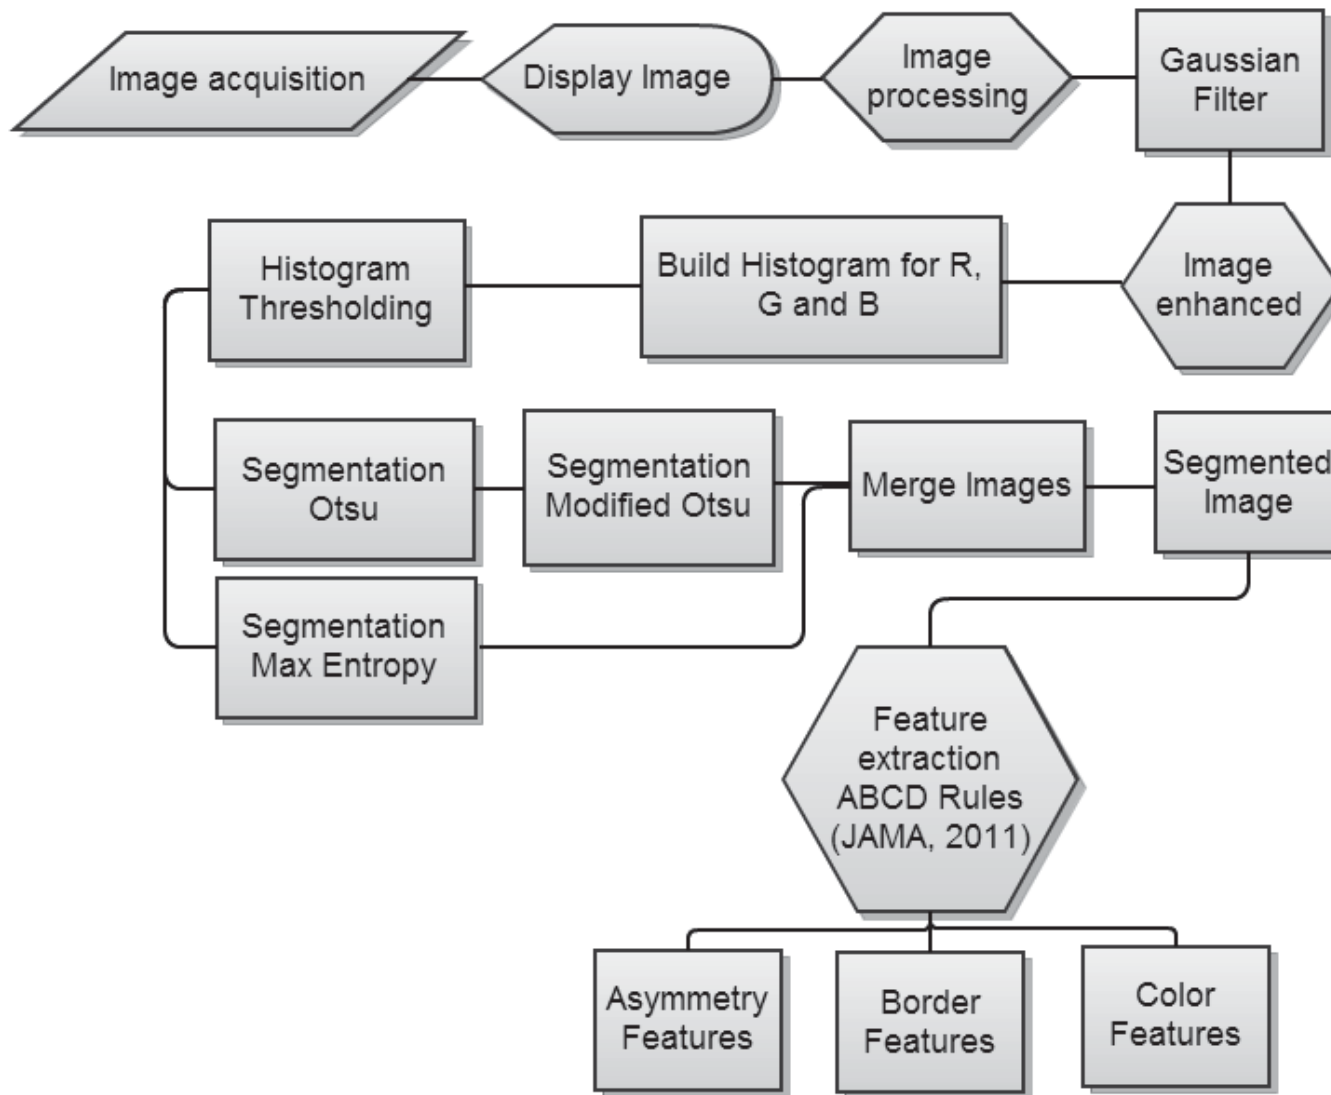 Image acquisition
Display Image
Image
processing
Gaussian
Filter
Histogram
Thresholding
Build Histogram for R,
G and B
Image
enhanced
Segmentation
Otsu
Segmentation
Modified Otsu
Merge Images
Segmented
Image
Segmentation
Max Entropy
Feature
extraction
ABCD Rules
(JAMA, 2011)
Asymmetry
Features
Border
Features
Color
Features